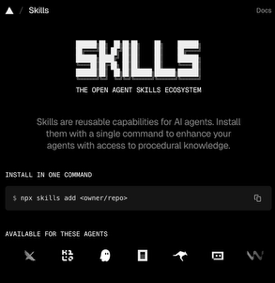 / Skills Docs
SKILLS
THE OPEN AGENT SKILLS ECOSYSTEM
Skills are reusable capabilities for AI agents. Install
them with a single command to enhance your
agents with access to procedural knowledge.
INSTALL IN ONE COMMAND
$ npx skills add <owner/repo>
AVAILABLE FOR THESE AGENTS